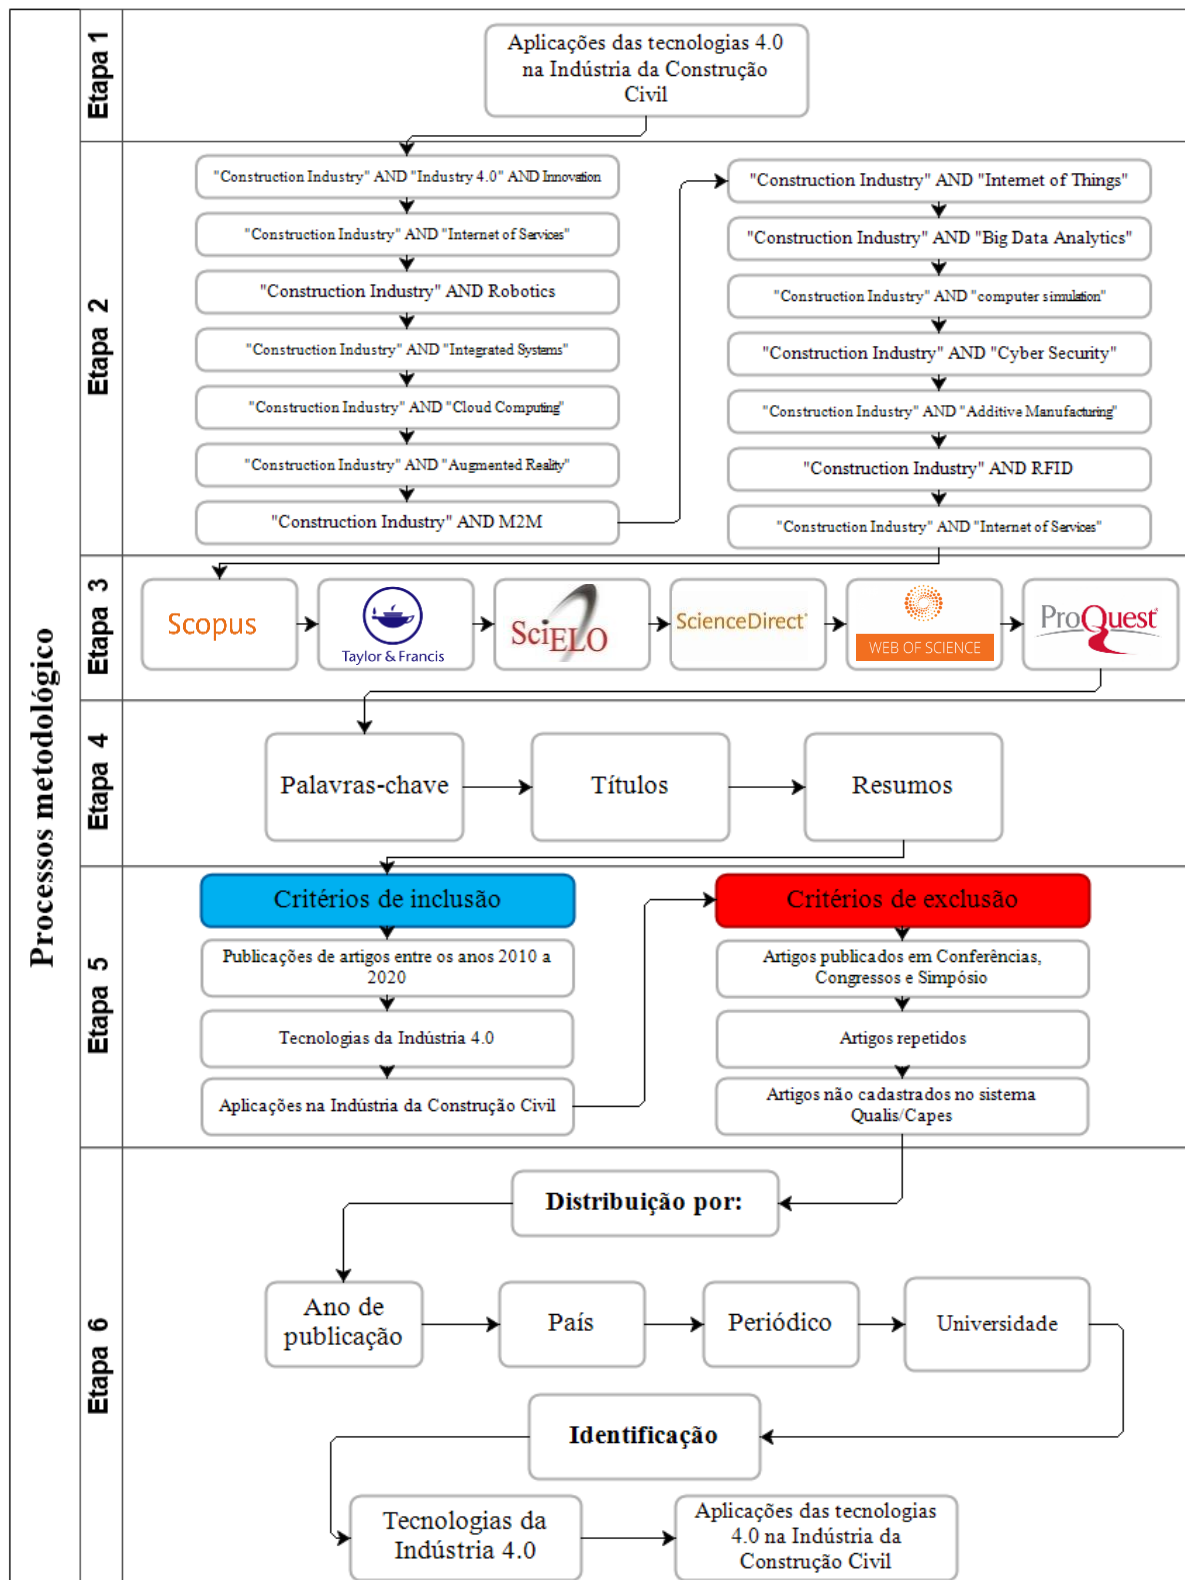 Processos metodológico
Etapa 1
Aplicações das tecnologias 4.0
na Indústria da Construção
Civil
Etapa 2
"Construction Industry" AND "Industry 4.0" AND Innovation
"Construction Industry" AND "Internet of Services"
"Construction Industry" AND Robotics
"Construction Industry" AND "Integrated Systems"
"Construction Industry" AND "Cloud Computing"
"Construction Industry" AND "Augmented Reality"
"Construction Industry" AND M2M
"Construction Industry" AND "Internet of Things"
"Construction Industry" AND "Big Data Analytics"
"Construction Industry" AND "computer simulation"
"Construction Industry" AND "Cyber Security"
"Construction Industry" AND "Additive Manufacturing"
"Construction Industry" AND RFID
"Construction Industry" AND "Internet of Services"
Etapa 3
Scopus
Taylor & Francis
SciELO
ScienceDirect®
WEB OF SCIENCE
ProQuest
Etapa 4
Palavras-chave
Títulos
Resumos
Etapa 5
Critérios de inclusão
Publicações de artigos entre os anos 2010 a
2020
Tecnologias da Indústria 4.0
Aplicações na Indústria da Construção Civil
Critérios de exclusão
Artigos publicados em Conferências,
Congressos e Simpósio
Artigos repetidos
Artigos não cadastrados no sistema
Qualis/Capes
Etapa 6
Distribuição por:
Ano de
publicação
País
Periódico
Universidade
Identificação
Tecnologias da
Indústria 4.0
Aplicações das tecnologias
4.0 na Indústria da
Construção Civil